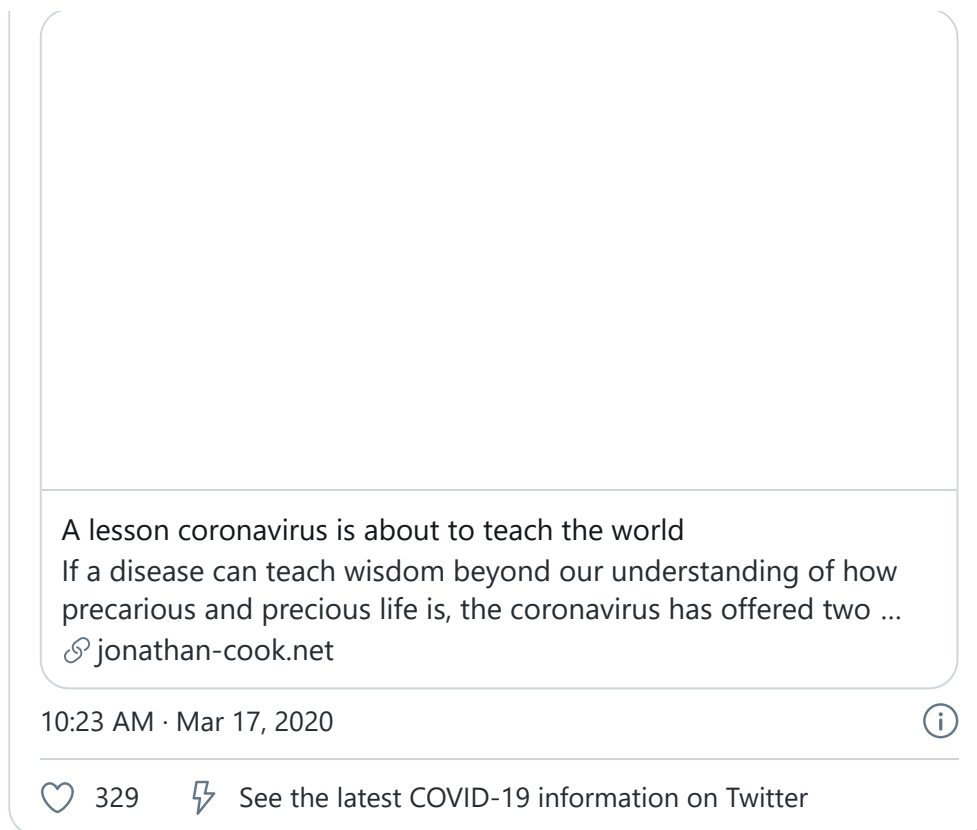 A lesson coronavirus is about to teach the world
If a disease can teach wisdom beyond our understanding of how
precarious and precious life is, the coronavirus has offered two ...
jonathan-cook.net
10:23 AM · Mar 17, 2020
329 See the latest COVID-19 information on Twitter